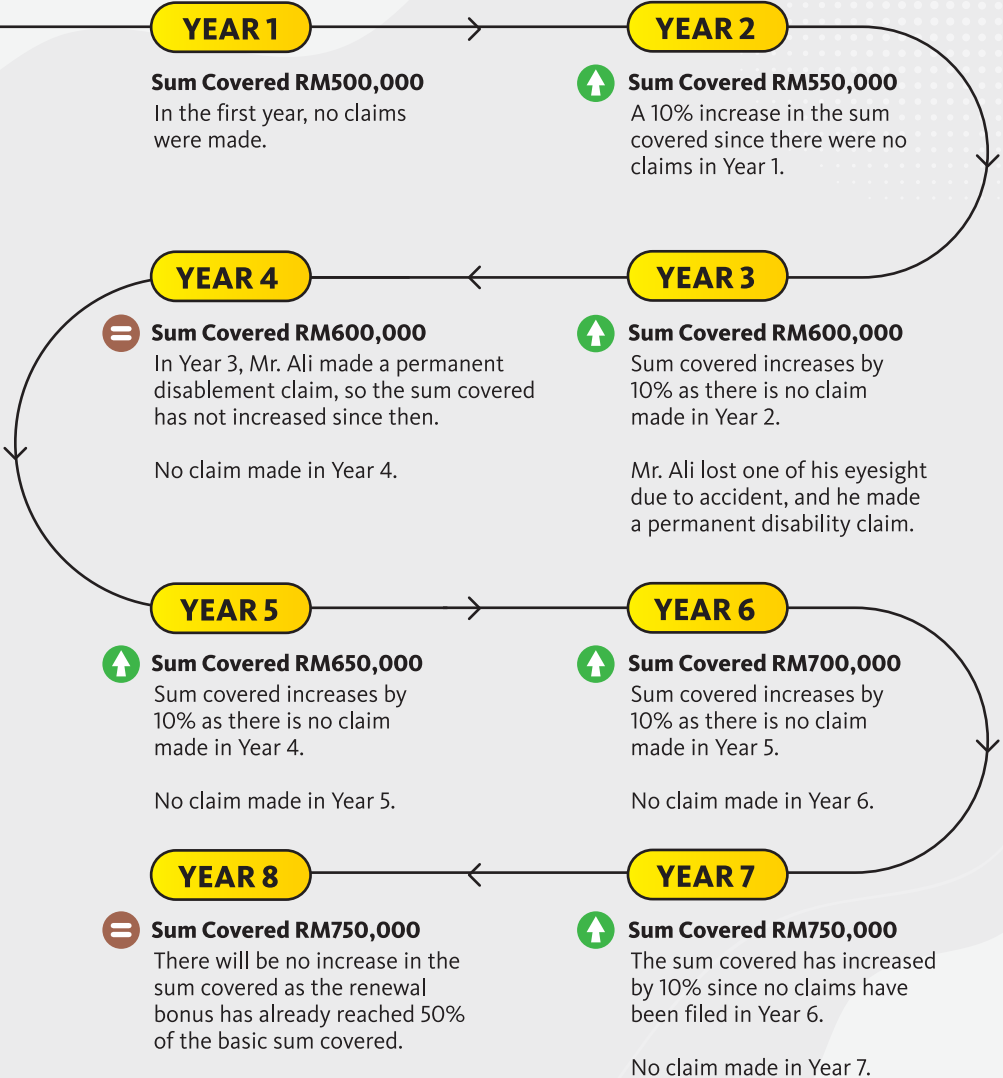 YEAR 1
Sum Covered RM500,000
In the first year, no claims
were made.
YEAR 2
Sum Covered RM550,000
A 10% increase in the sum
covered since there were no
claims in Year 1.
YEAR 3
Sum Covered RM600,000
Sum covered increases by
10% as there is no claim
made in Year 2.
Mr. Ali lost one of his eyesight
due to accident, and he made
a permanent disability claim.
YEAR 4
Sum Covered RM600,000
In Year 3, Mr. Ali made a permanent
disablement claim, so the sum covered
has not increased since then.
No claim made in Year 4.
YEAR 5
Sum Covered RM650,000
Sum covered increases by
10% as there is no claim
made in Year 4.
No claim made in Year 5.
YEAR 6
Sum Covered RM700,000
Sum covered increases by
10% as there is no claim
made in Year 5.
No claim made in Year 6.
YEAR 7
Sum Covered RM750,000
The sum covered has increased
by 10% since no claims have
been filed in Year 6.
No claim made in Year 7.
YEAR 8
Sum Covered RM750,000
There will be no increase in the
sum covered as the renewal
bonus has already reached 50%
of the basic sum covered.